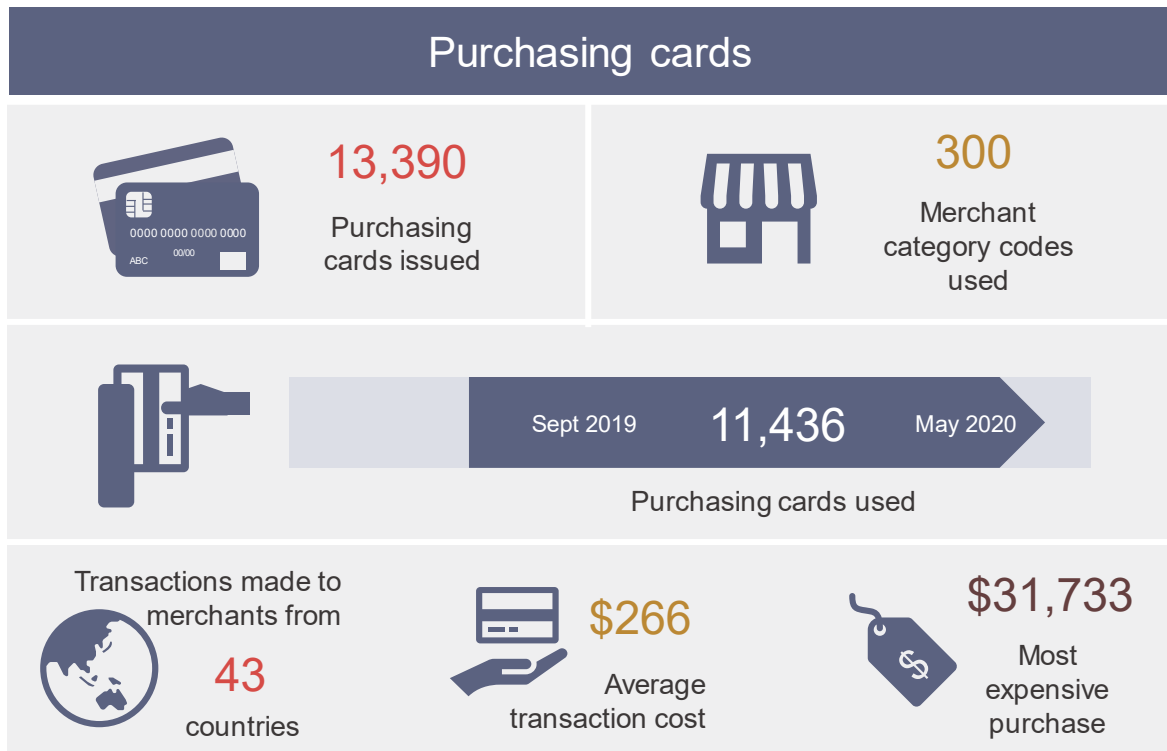 Purchasing cards
0000 0000 0000 0000
00/00
ABC
13,390
Purchasing
cards issued
300
Merchant
category codes
used
Sept 2019 11,436 May 2020
Purchasing cards used
Transactions made to
merchants from
43
countries
$266
Average
transaction cost
$
$31,733
Most
expensive
purchase